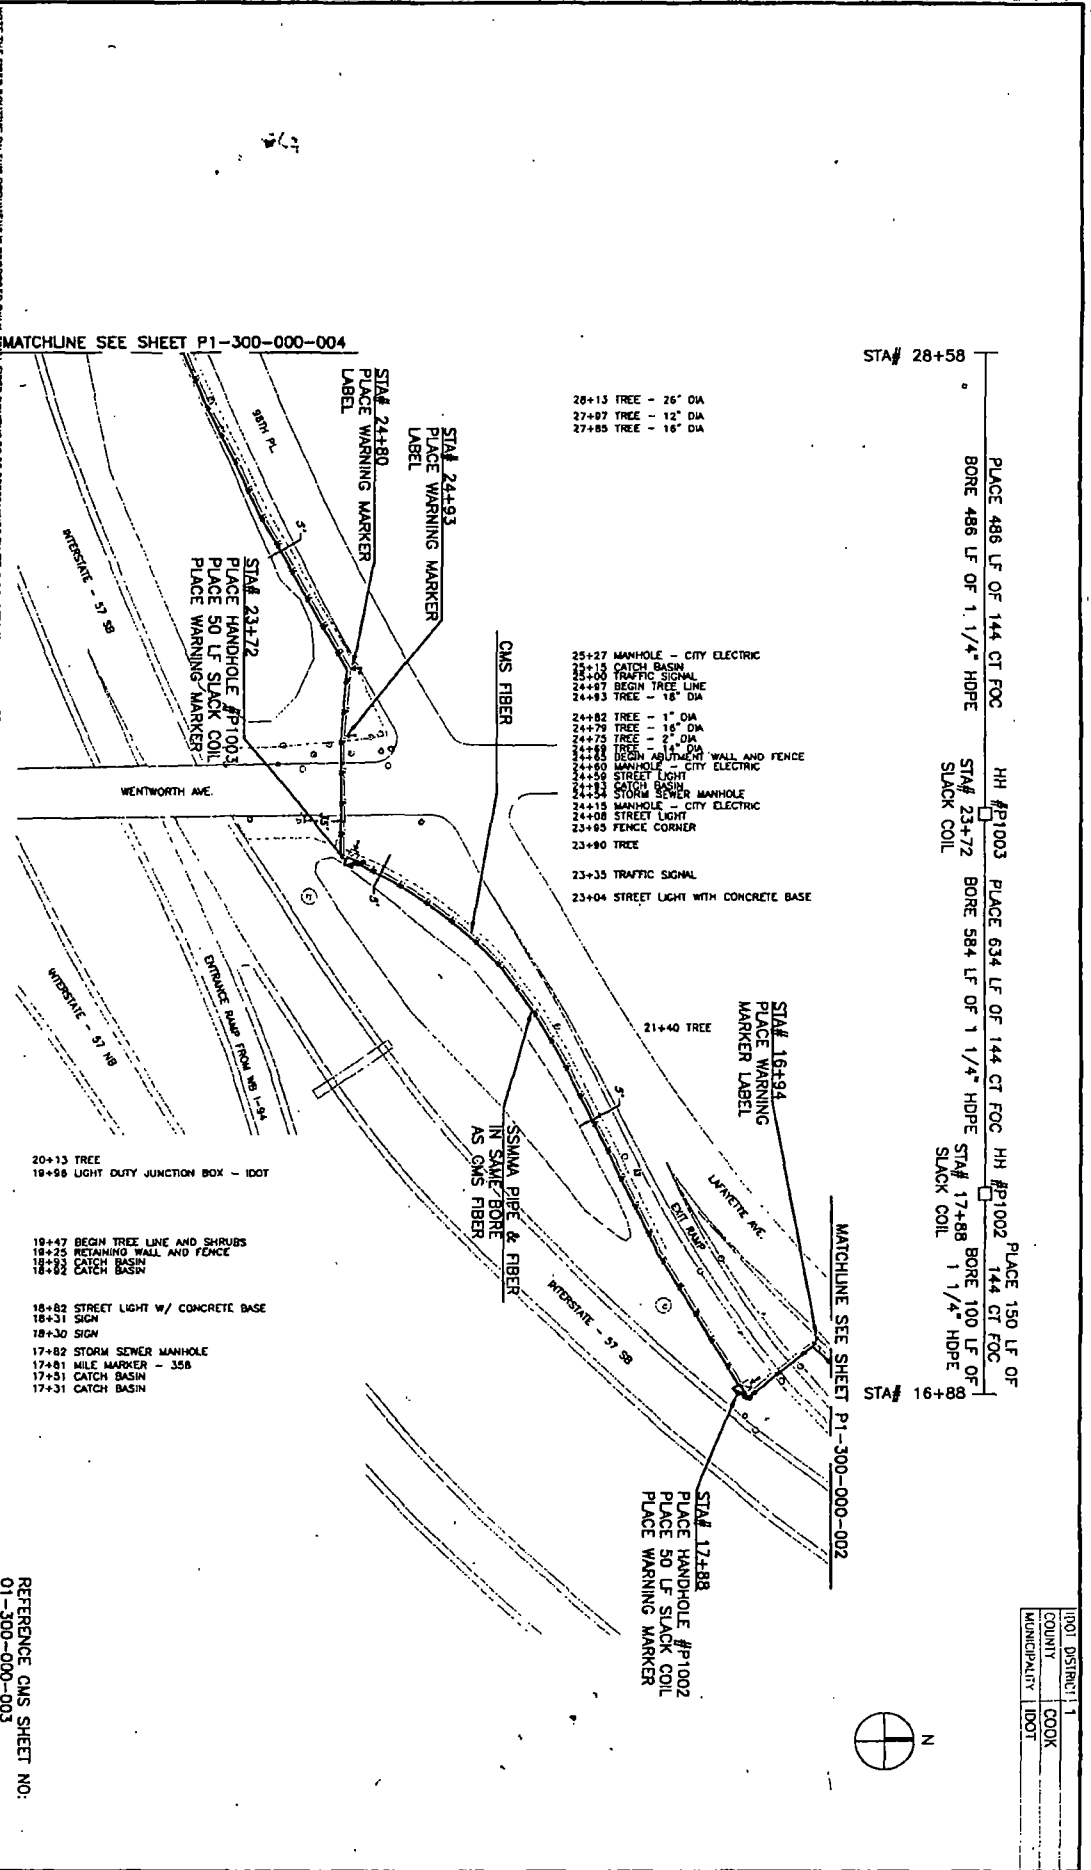 IDOT DISTRICT 1
COUNTY COOK
MUNICIPALITY IDOT
N
STA# 28+58
PLACE 486 LF OF 144 CT FOC
BORE 486 LF OF 1 1/4" HDPE
HH #P1003
STA# 23+72
SLACK COIL
PLACE 634 LF OF 144 CT FOC
BORE 584 LF OF 1 1/4" HDPE
HH #P1002
STA# 17+88
SLACK COIL
PLACE 150 LF OF
144 CT FOC
BORE 100 LF OF
1 1/4" HDPE
STA# 16+88
28+13 TREE - 26" DIA
27+97 TREE - 12" DIA
27+85 TREE - 16" DIA
25+27 MANHOLE - CITY ELECTRIC
25+15 CATCH BASIN
25+00 TRAFFIC SIGNAL
24+97 BEGIN TREE LINE
24+93 TREE - 18" DIA
24+82 TREE - 1" DIA
24+79 TREE - 16" DIA
24+75 TREE - 2" DIA
24+69 TREE - 14" DIA
24+65 BEGIN ABUTMENT WALL AND FENCE
24+60 MANHOLE - CITY ELECTRIC
24+59 STREET LIGHT
CATCH BASIN
24+54 STORM SEWER MANHOLE
24+15 MANHOLE - CITY ELECTRIC
24+08 STREET LIGHT
23+95 FENCE CORNER
23+90 TREE
23+35 TRAFFIC SIGNAL
23+04 STREET LIGHT WITH CONCRETE BASE
21+40 TREE
STA# 16+94
PLACE WARNING
MARKER LABEL
MATCHLINE SEE SHEET P1-300-000-002
MATCHLINE SEE SHEET P1-300-000-004
STA# 24+93
PLACE WARNING MARKER
LABEL
STA# 24+80
PLACE WARNING MARKER
LABEL
CMS FIBER
STA# 23+72
PLACE HANDHOLE #P1003
PLACE 50 LF SLACK COIL
PLACE WARNING MARKER
SSMMA PIPE & FIBER
IN SAME BORE
AS CMS FIBER
STA# 17+88
PLACE HANDHOLE #P1002
PLACE 50 LF SLACK COIL
PLACE WARNING MARKER
98TH PL.
5'
INTERSTATE - 57 SB
WENTWORTH AVE.
15'
5'
ENTRANCE RAMP FROM WB I-94
INTERSTATE - 57 NB
5'
LAFAYETTE AVE.
EXIT RAMP
INTERSTATE - 57 SB
20+13 TREE
19+98 LIGHT DUTY JUNCTION BOX - IDOT
19+47 BEGIN TREE LINE AND SHRUBS
19+25 RETAINING WALL AND FENCE
18+93 CATCH BASIN
18+92 CATCH BASIN
18+82 STREET LIGHT W/ CONCRETE BASE
18+31 SIGN
18+30 SIGN
17+82 STORM SEWER MANHOLE
17+81 MILE MARKER - 358
17+51 CATCH BASIN
17+31 CATCH BASIN
REFERENCE CMS SHEET NO:
01-300-000-003